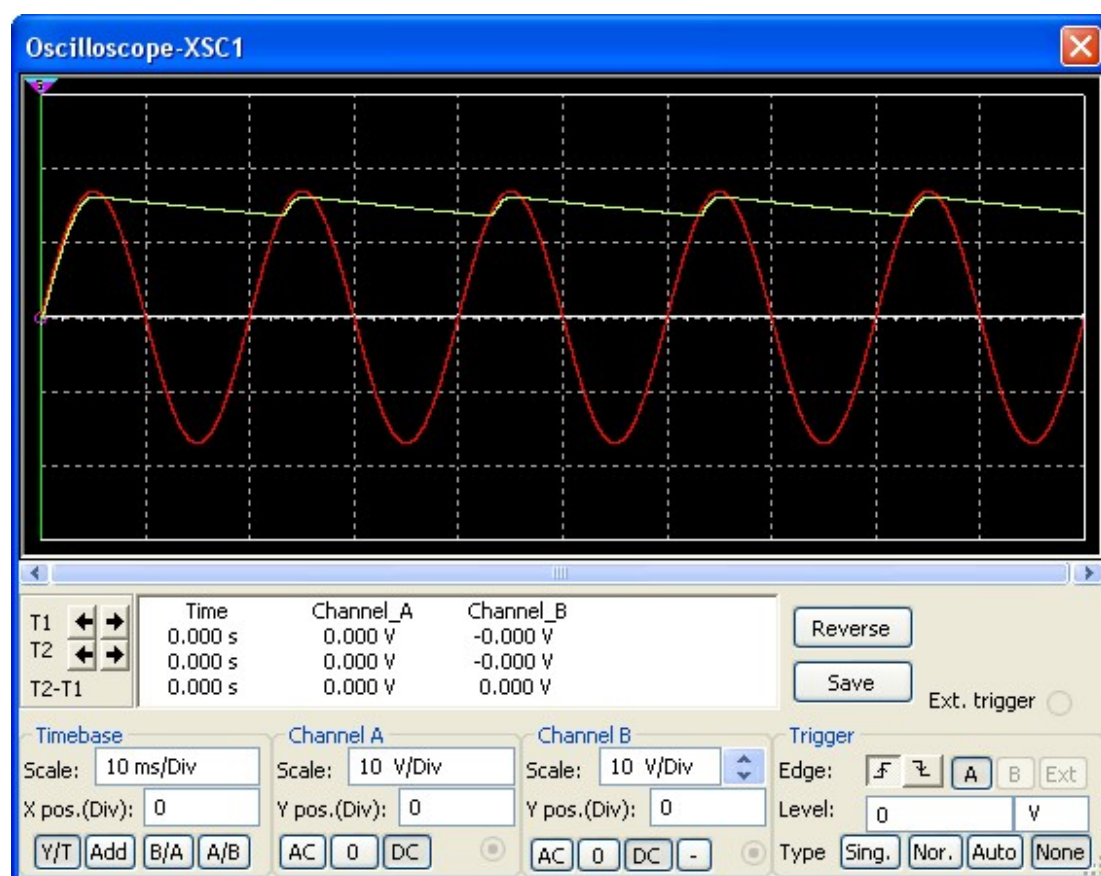 Oscilloscope-XSC1
Time Channel_A Channel_B
T1 0.000 s 0.000 V -0.000 V
T2 0.000 s 0.000 V -0.000 V
T2-T1 0.000 s 0.000 V 0.000 V
Reverse
Save
Ext. trigger
Timebase
Scale: 10 ms/Div
X pos.(Div): 0
Y/T Add B/A A/B
Channel A
Scale: 10 V/Div
Y pos.(Div): 0
AC 0 DC
Channel B
Scale: 10 V/Div
Y pos.(Div): 0
AC 0 DC -
Trigger
Edge: A B Ext
Level: 0 V
Type Sing. Nor. Auto None